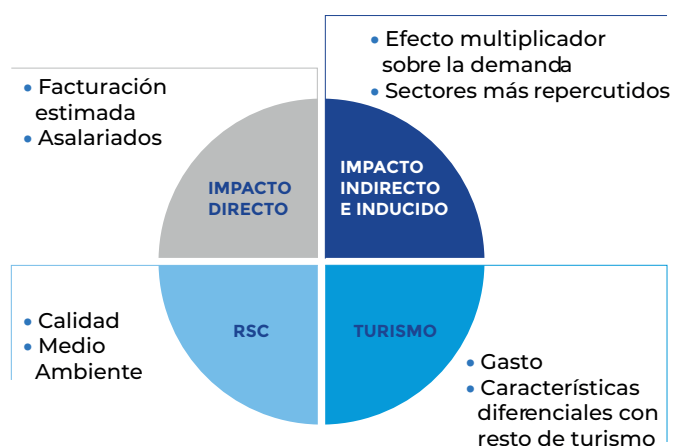 • Facturación
estimada
• Asalariados
• Efecto multiplicador
sobre la demanda
• Sectores más repercutidos
IMPACTO
DIRECTO
IMPACTO
INDIRECTO
E INDUCIDO
RSC
TURISMO
• Calidad
• Medio
Ambiente
• Gasto
• Características
diferenciales con
resto de turismo